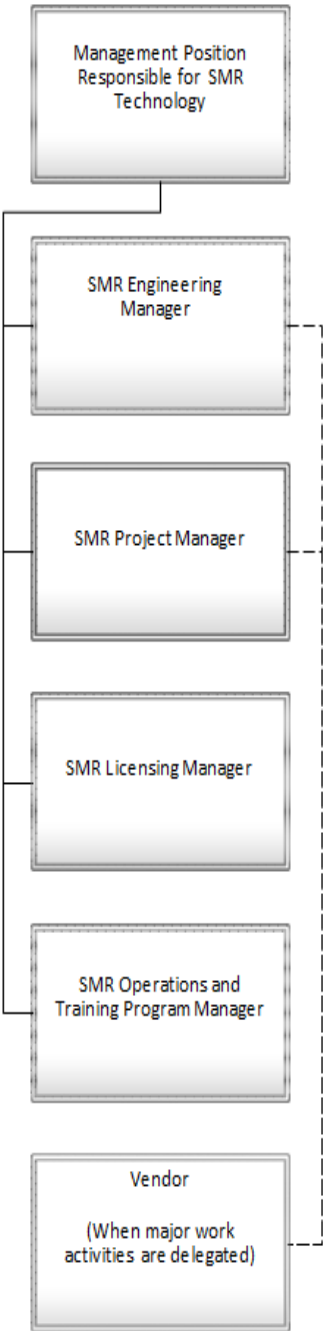 Management Position
Responsible for SMR
Technology
SMR Engineering
Manager
SMR Project Manager
SMR Licensing Manager
SMR Operations and
Training Program Manager
Vendor
(When major work
activities are delegated)